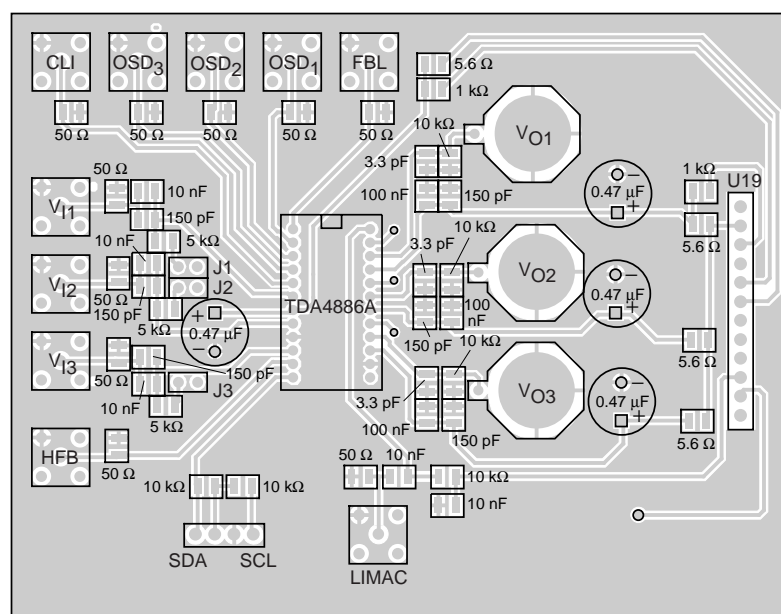 CLI
OSD3
OSD2
OSD1
FBL
5.6 Ω
1 kΩ
50 Ω
50 Ω
50 Ω
50 Ω
50 Ω
10 kΩ
VO1
3.3 pF
50 Ω
10 nF
100 nF
150 pF
0.47 µF
−
+
1 kΩ
U19
VI1
150 pF
10 nF
5 kΩ
5.6 Ω
3.3 pF
10 kΩ
J1
VI2
J2
VO2
0.47 µF
−
+
50 Ω
150 pF
TDA4886A
100
nF
5 kΩ
+
0.47 µF
−
150 pF
10 kΩ
VI3
5.6 Ω
50 Ω
150 pF
J3
VO3
0.47 µF
−
+
10 nF
3.3 pF
5 kΩ
100 nF
150 pF
5.6 Ω
HFB
50 Ω
50 Ω
10 nF
10 kΩ
10 kΩ
10 kΩ
10 nF
SDA
SCL
LIMAC